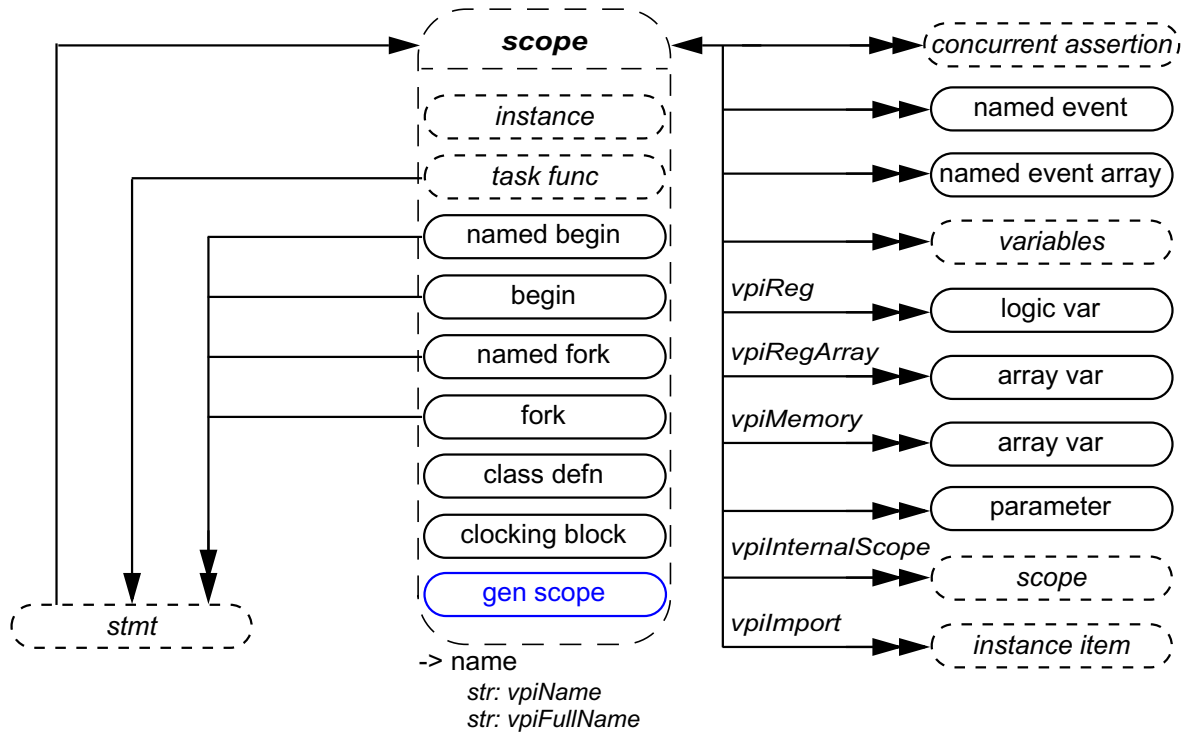 scope
instance
task func
named begin
begin
named fork
fork
class defn
clocking block
gen scope
-> name
str: vpiName
str: vpiFullName
stmt
concurrent assertion
named event
named event array
variables
vpiReg
logic var
vpiRegArray
array var
vpiMemory
array var
parameter
vpiInternalScope
scope
vpiImport
instance item